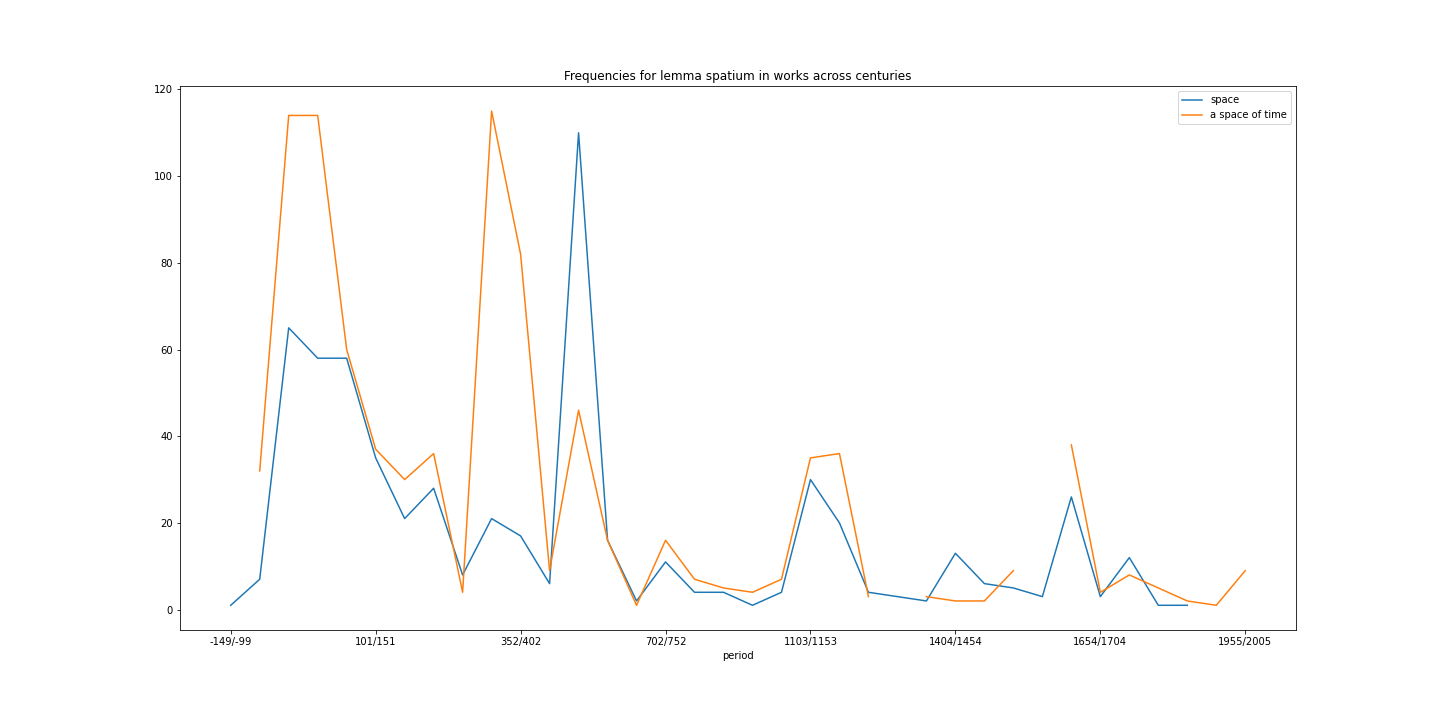 Frequencies for lemma spatium in works across centuries
space
a space of time
120
100
80
60
40
20
0
-149/-99 101/151 352/402 702/752 1103/1153 1404/1454 1654/1704 1955/2005
period